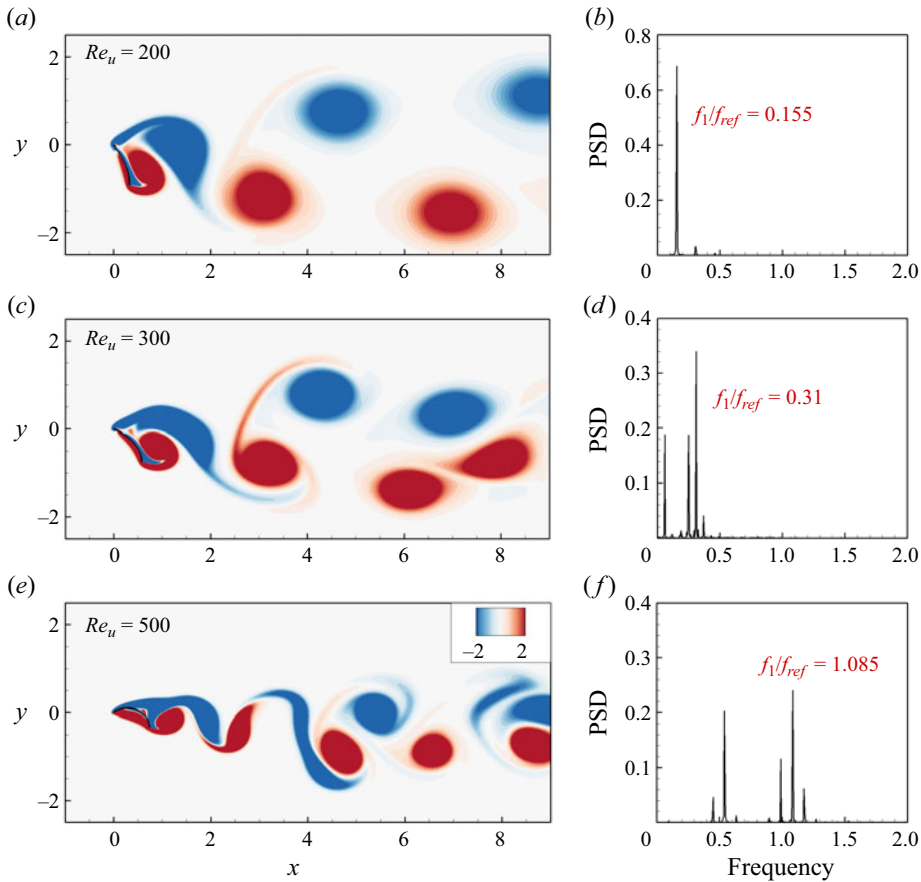 (a)
(b)
Re_u = 200
y
2
0
−2
0
2
4
6
8
PSD
0.8
0.6
0.4
0.2
0
0.5
1.0
1.5
2.0
f_1/f_ref = 0.155
(c)
(d)
Re_u = 300
y
2
0
−2
0
2
4
6
8
PSD
0.4
0.3
0.2
0.1
0
0.5
1.0
1.5
2.0
f_1/f_ref = 0.31
(e)
(f)
Re_u = 500
−2
2
y
2
0
−2
0
2
4
6
8
x
PSD
0.4
0.3
0.2
0.1
0
0.5
1.0
1.5
2.0
f_1/f_ref = 1.085
Frequency